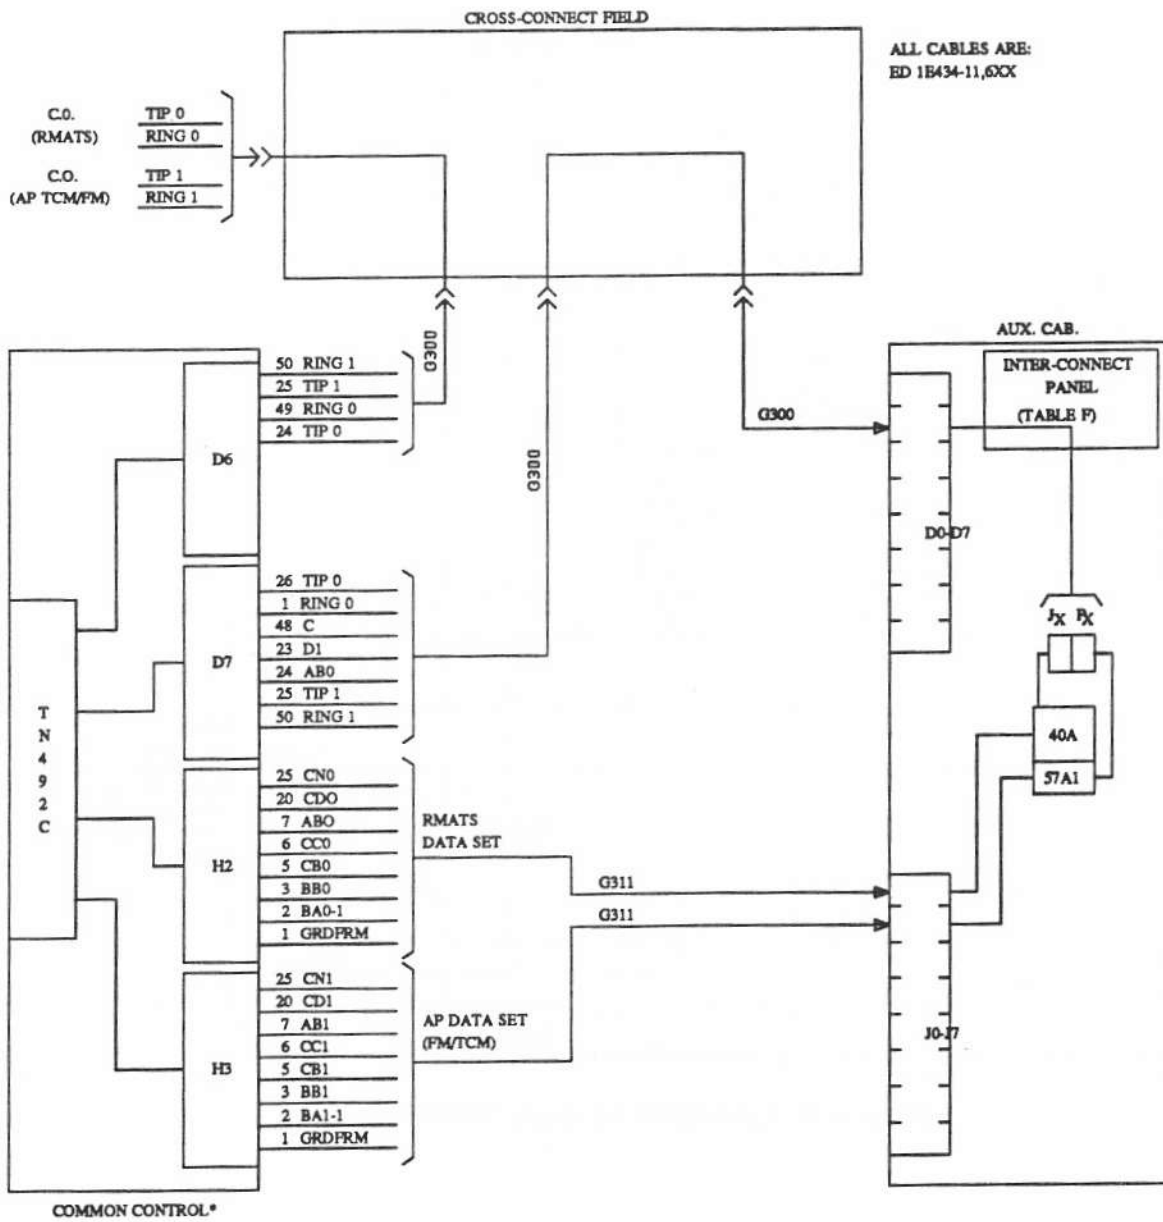 CROSS-CONNECT FIELD
ALL CABLES ARE:
ED 1E434-11,6XX
C.0.
(RMATS)
TIP 0
RING 0
C.O.
(AP TCM/FM)
TIP 1
RING 1
G300
G300
G300
AUX. CAB.
INTER-CONNECT
PANEL
(TABLE F)
50 RING 1
25 TIP 1
49 RING 0
24 TIP 0
D6
D0-D7
26 TIP 0
1 RING 0
48 C
23 D1
24 AB0
25 TIP 1
50 RING 1
D7
JX PX
40A
57A1
TN492C
25 CN0
20 CDO
7 ABO
6 CC0
5 CB0
3 BB0
2 BA0-1
1 GRDFRM
H2
RMATS
DATA SET
G311
G311
25 CN1
20 CD1
7 AB1
6 CC1
5 CB1
3 BB1
2 BA1-1
1 GRDFRM
H3
AP DATA SET
(FM/TCM)
J0-J7
COMMON CONTROL*